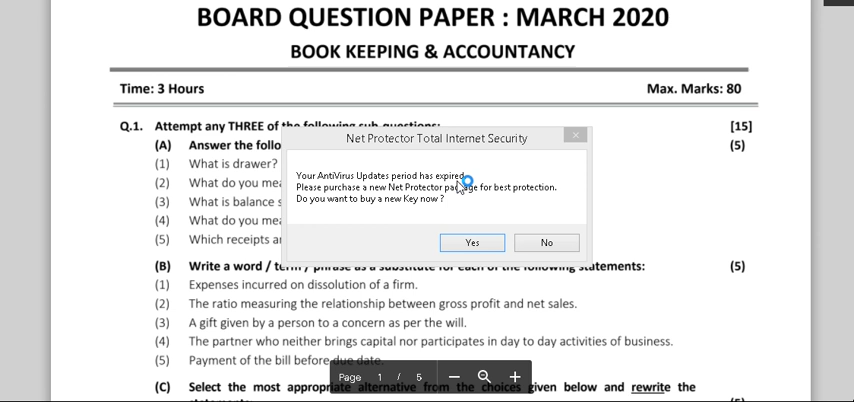 BOARD QUESTION PAPER : MARCH 2020
BOOK KEEPING & ACCOUNTANCY
Time: 3 Hours Max. Marks: 80
Q.1. Attempt any THREE of the following sub-questions: [15]
(A) Answer the follo (5)
(1) What is drawer?
(2) What do you mea
(3) What is balance s
(4) What do you mea
(5) Which receipts a
Net Protector Total Internet Security
Your AntiVirus Updates period has expired.
Please purchase a new Net Protector package for best protection.
Do you want to buy a new Key now ?
Yes No
(B) Write a word / term / phrase as a substitute for each of the following statements: (5)
(1) Expenses incurred on dissolution of a firm.
(2) The ratio measuring the relationship between gross profit and net sales.
(3) A gift given by a person to a concern as per the will.
(4) The partner who neither brings capital nor participates in day to day activities of business.
(5) Payment of the bill before due date.
Page 1 / 5
(C) Select the most appropriate alternative from the choices given below and rewrite the